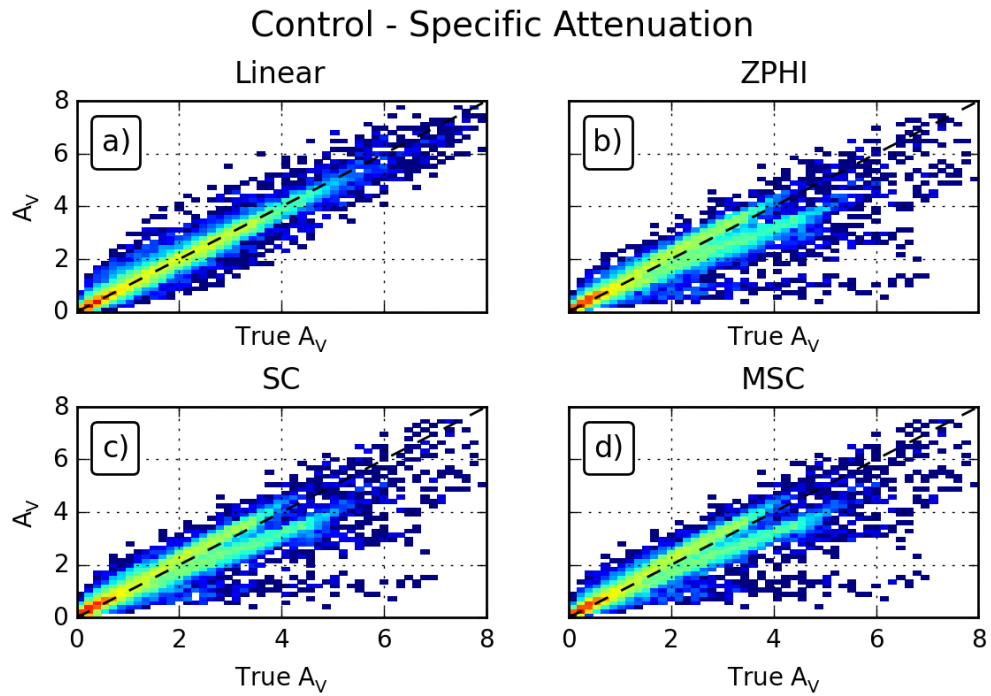 Control - Specific Attenuation
Linear
ZPHI
8
6
4
2
0
A_V
a)
b)
True A_V
True A_V
SC
MSC
8
6
4
2
0
A_V
c)
d)
0 2 4 6 8
0 2 4 6 8
True A_V
True A_V